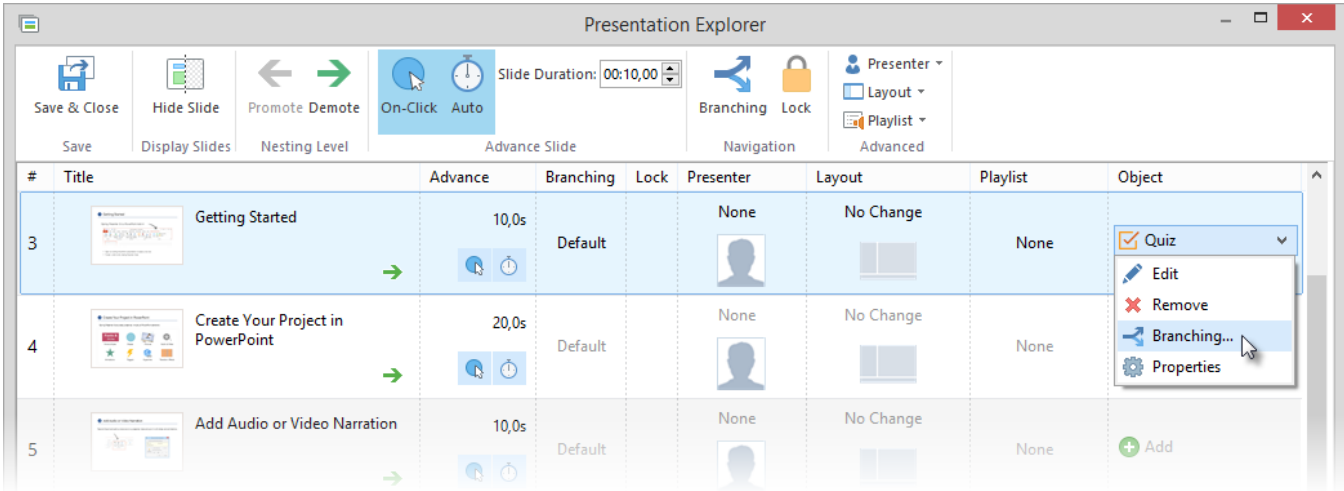 Presentation Explorer
Save & Close
Hide Slide
Promote Demote
On-Click Auto
Slide Duration: 00:10,00
Branching Lock
Presenter
Layout
Playlist
Save
Display Slides
Nesting Level
Advance Slide
Navigation
Advanced
# Title Advance Branching Lock Presenter Layout Playlist Object
3
Getting Started
10,0s
Default
None
No Change
None
Quiz
Edit
Remove
Branching...
Properties
4
Create Your Project in
PowerPoint
20,0s
Default
None
No Change
None
5
Add Audio or Video Narration
10,0s
Default
None
No Change
None
Add